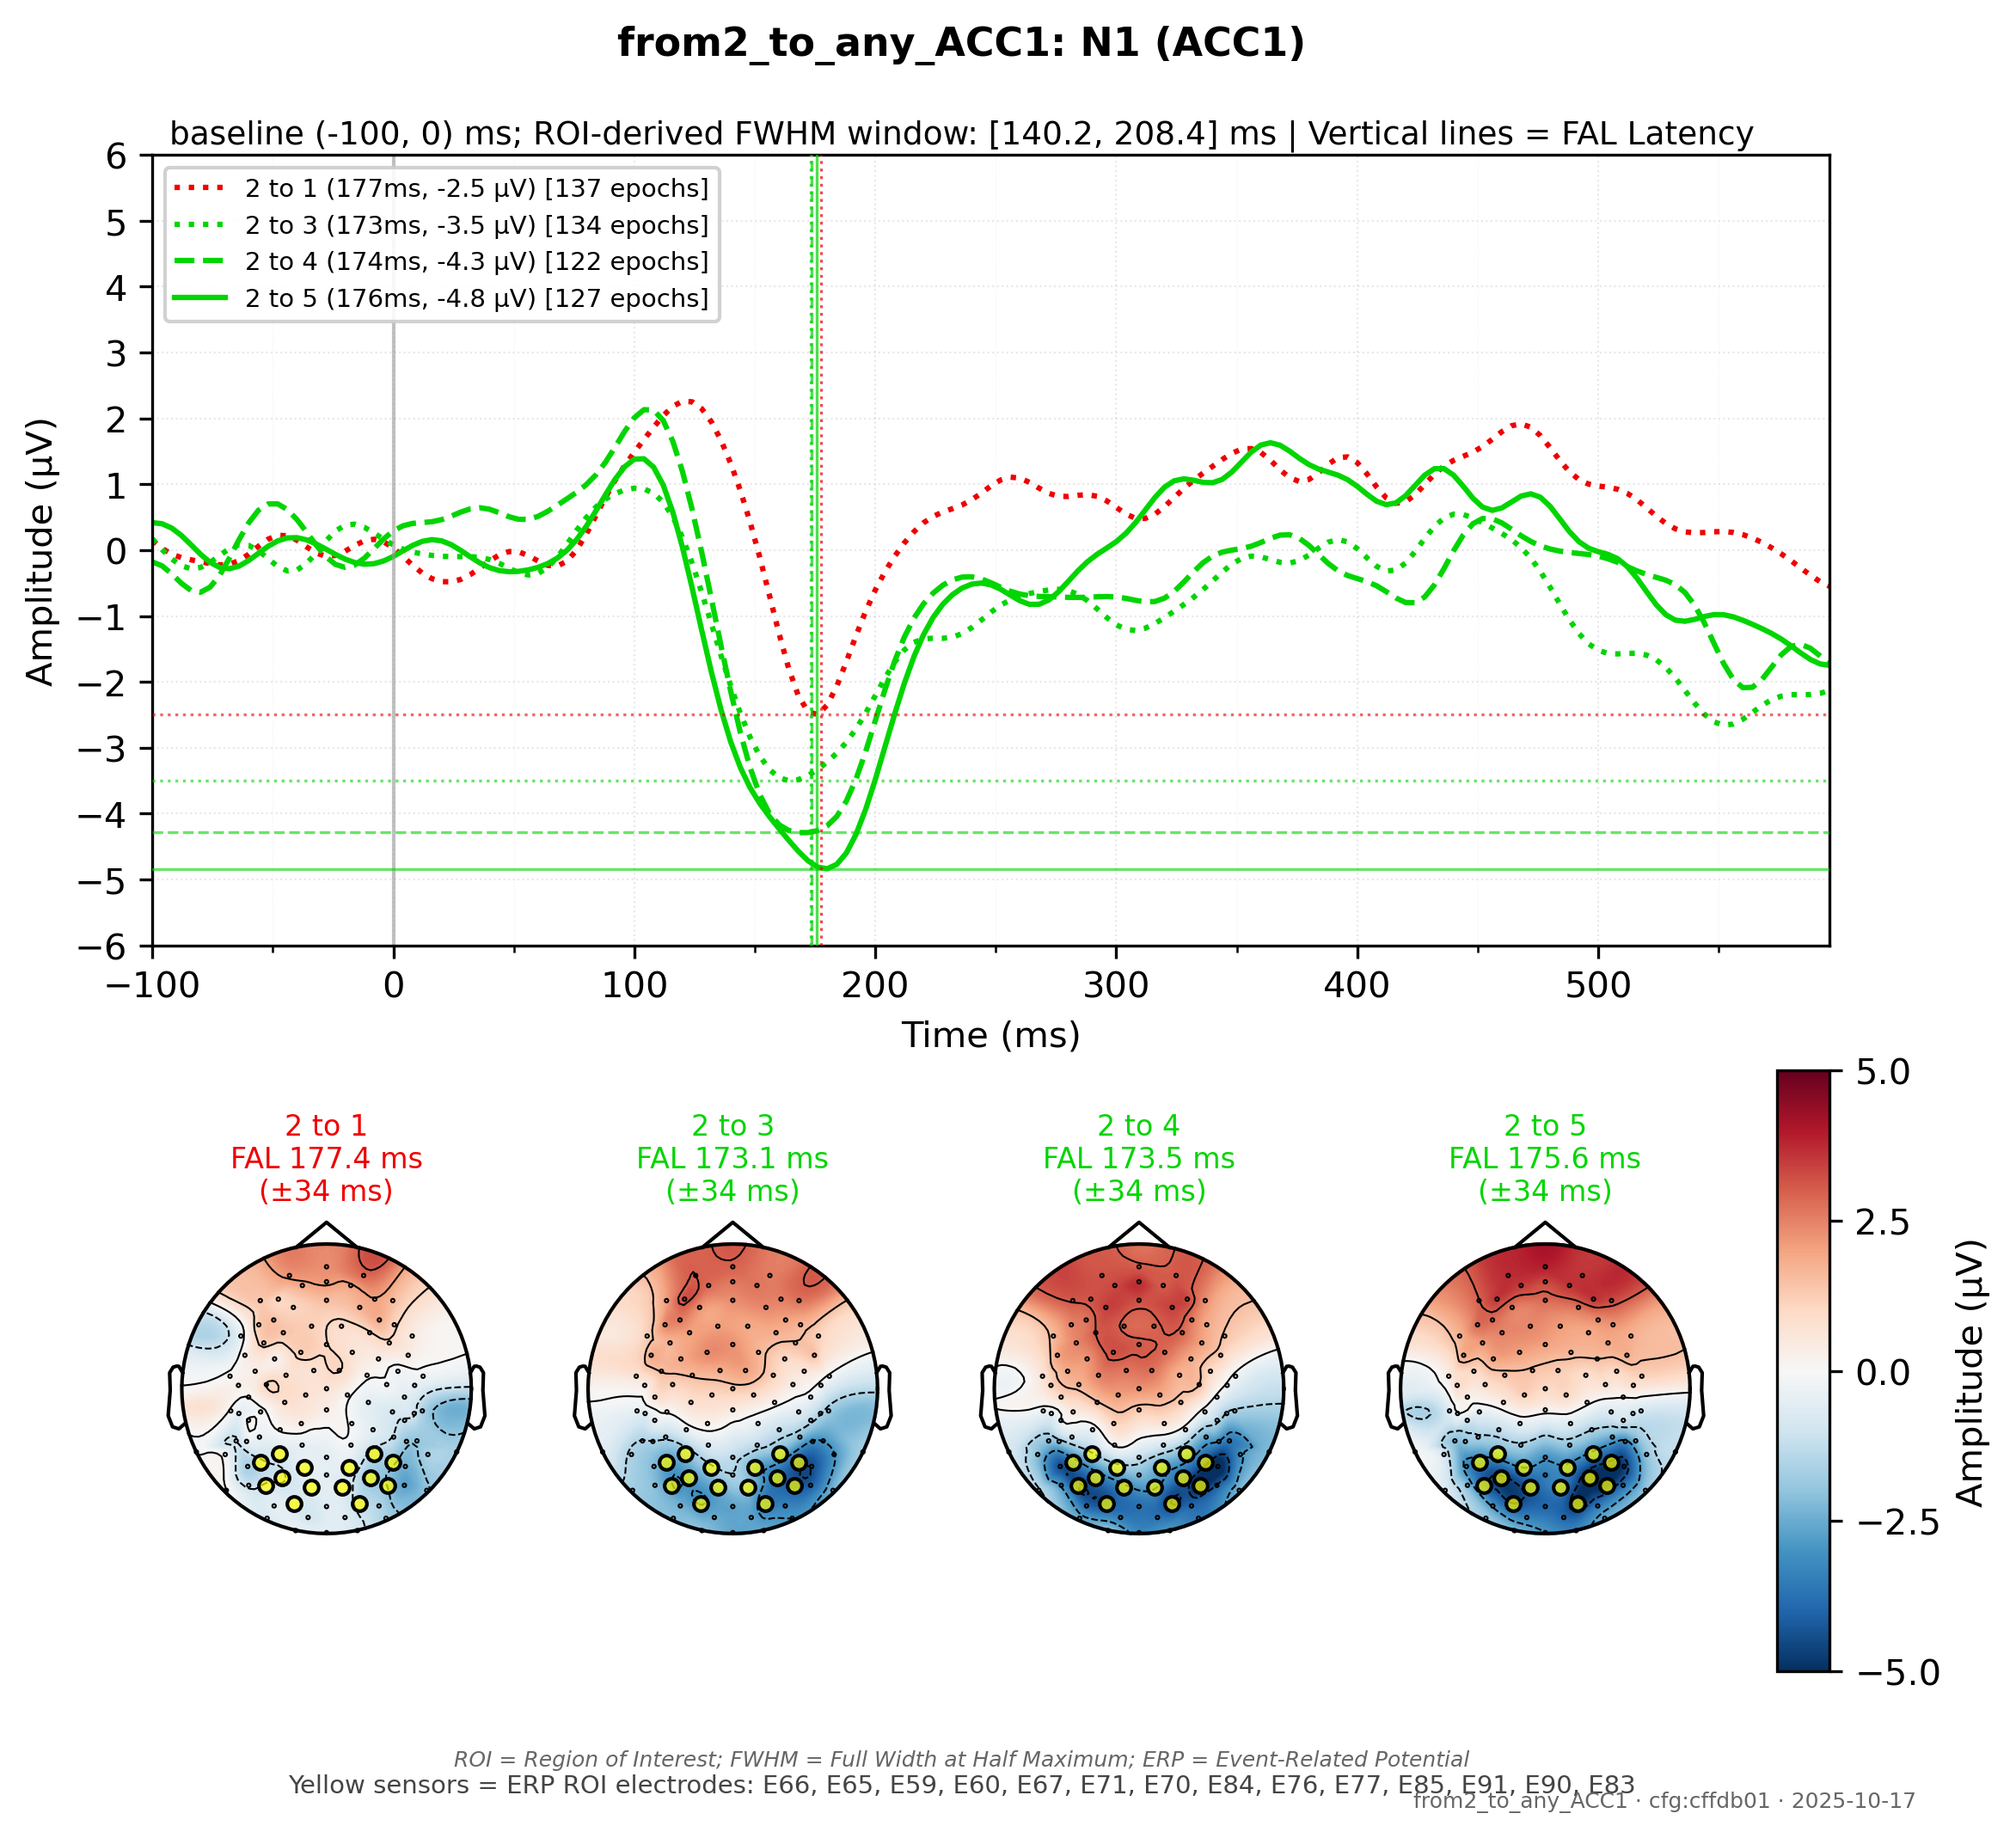 from2_to_any_ACC1: N1 (ACC1)
baseline (-100, 0) ms; ROI-derived FWHM window: [140.2, 208.4] ms | Vertical lines = FAL Latency
2 to 1 (177ms, -2.5 μV) [137 epochs]
2 to 3 (173ms, -3.5 μV) [134 epochs]
2 to 4 (174ms, -4.3 μV) [122 epochs]
2 to 5 (176ms, -4.8 μV) [127 epochs]
Amplitude (μV)
6
5
4
3
2
1
0
−1
−2
−3
−4
−5
−6
−100 0 100 200 300 400 500
Time (ms)
2 to 1
FAL 177.4 ms
(±34 ms)
2 to 3
FAL 173.1 ms
(±34 ms)
2 to 4
FAL 173.5 ms
(±34 ms)
2 to 5
FAL 175.6 ms
(±34 ms)
5.0
2.5
0.0
−2.5
−5.0
Amplitude (μV)
ROI = Region of Interest; FWHM = Full Width at Half Maximum; ERP = Event-Related Potential
Yellow sensors = ERP ROI electrodes: E66, E65, E59, E60, E67, E71, E70, E84, E76, E77, E85, E91, E90, E83
from2_to_any_ACC1 · cfg:cffdb01 · 2025-10-17